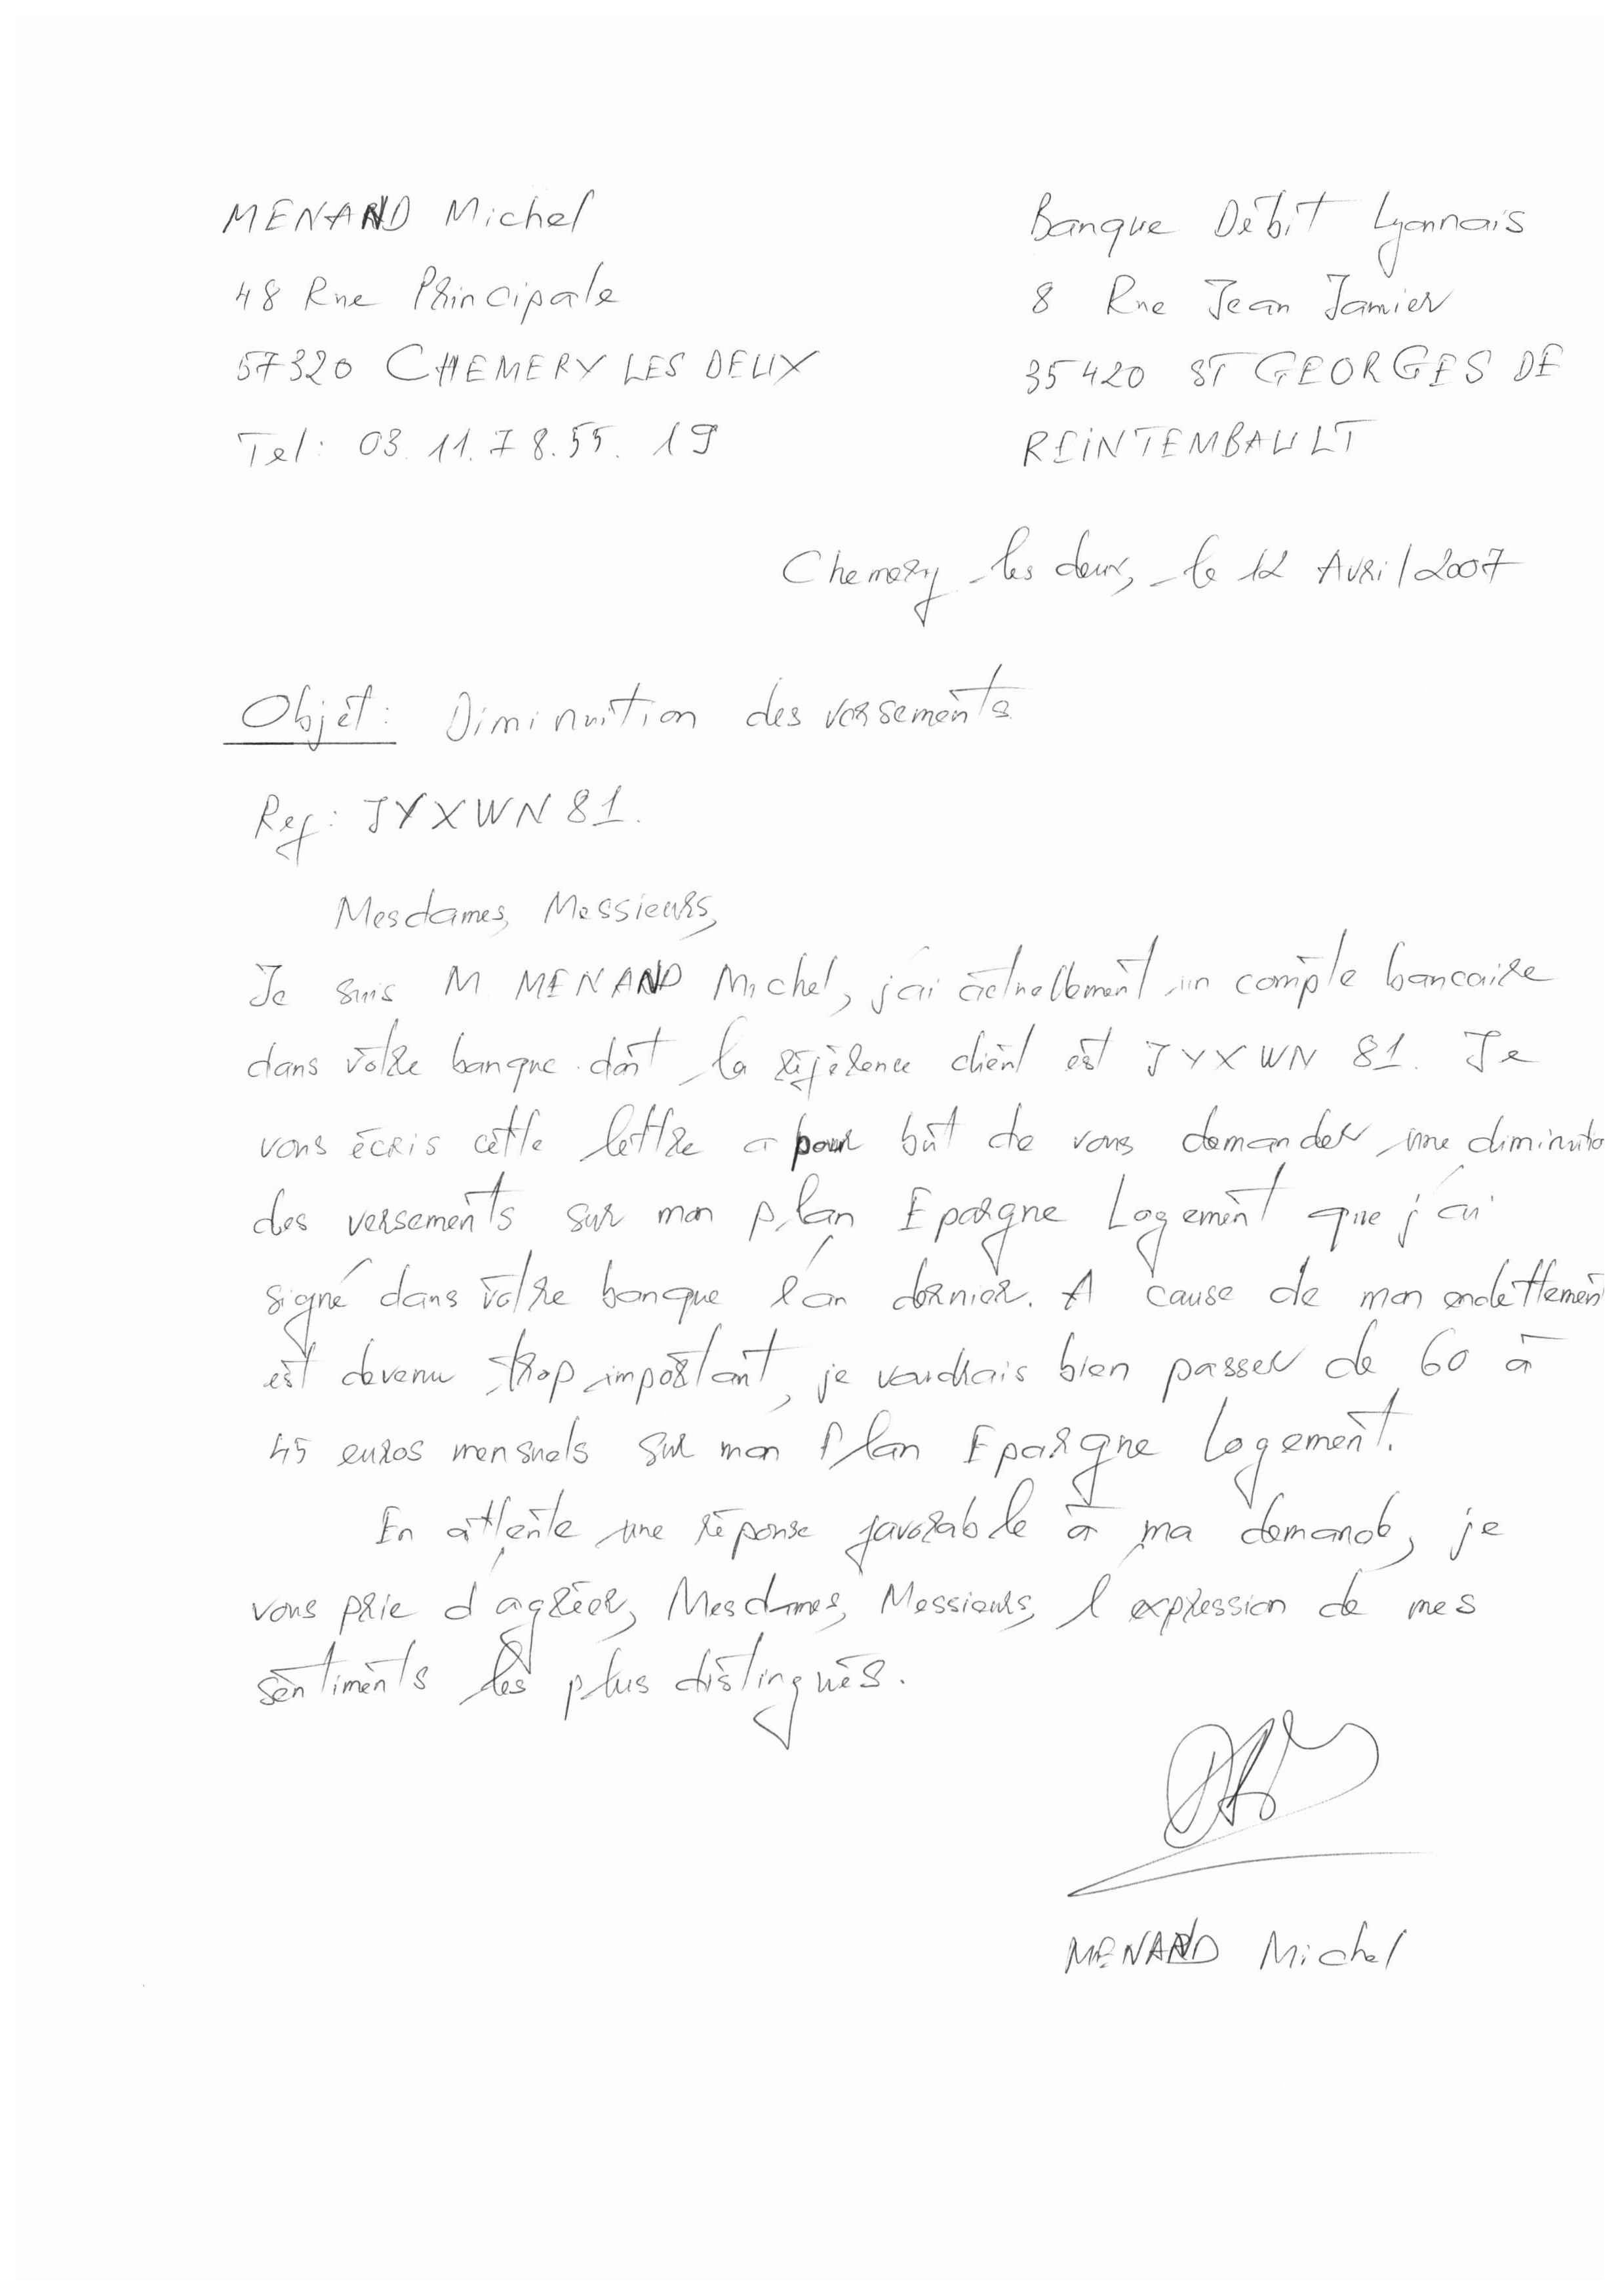 MENAND Michel
48 Rue Principale
57320 CHEMERY LES DEUX
Tel: 03.11.78.55.19
Banque Débit Lyonnais
8 Rue Jean Jamier
35420 ST GEORGES DE
REINTEMBAULT
Chemery les deux, le 12 Avril 2007
Objet: Diminuition des versements
Ref: JYXWN81.
Mesdames, Messieurs,
Je suis M MENAND Michel, j'ai actuellement un compte bancaire
dans votre banque dont la référence client est JYXWN 81. Je
vous écris cette lettre a pour but de vous demander une diminutio
des versements sur mon plan Epargne Logement que j'ai
signé dans votre banque l'an dernier. A cause de mon endettement
est devenu trop important, je voudrais bien passer de 60 à
45 euros mensuels sur mon Plan Epargne Logement.
En attente une réponse favorable à ma demande, je
vous prie d'agréer, Mesdames, Messieurs, l'expression de mes
sentiments les plus distingués.
MENAND Michel